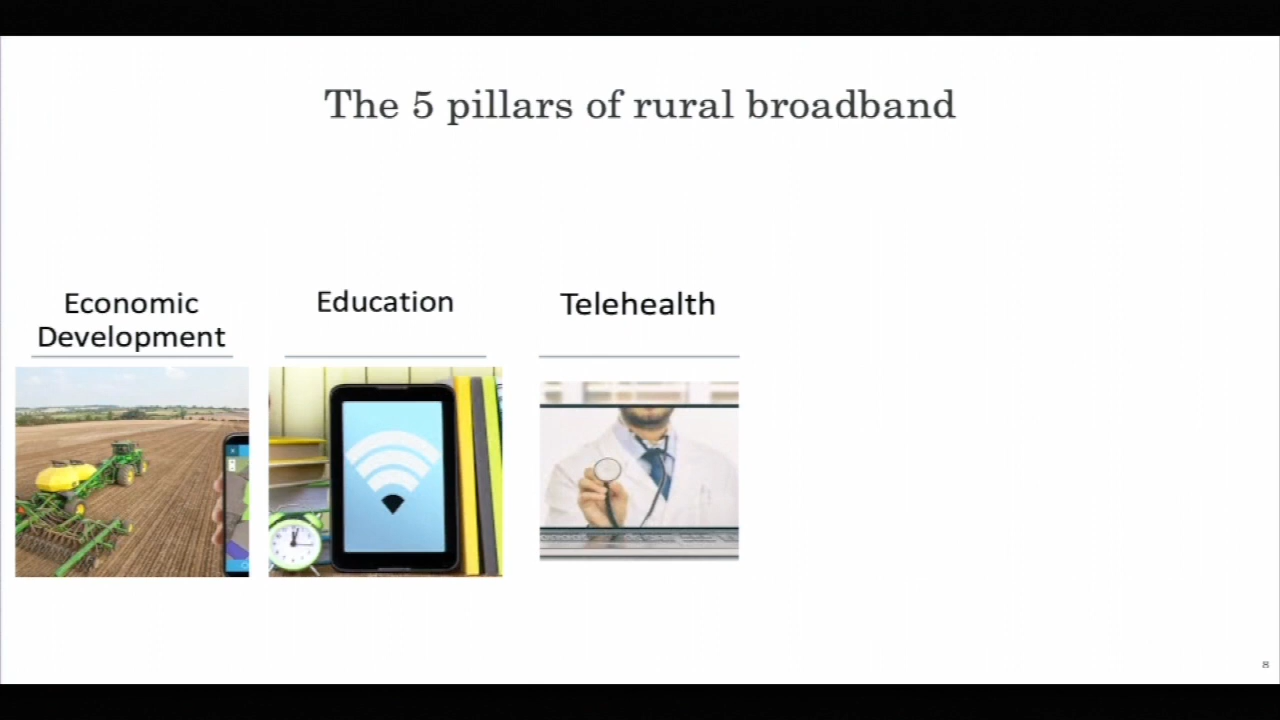 The 5 pillars of rural broadband
Economic
Development
Education
Telehealth
8